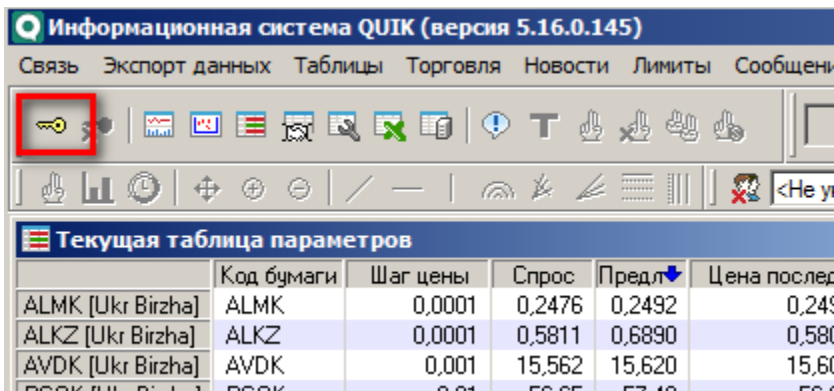 Информационная система QUIK (версия 5.16.0.145)
Связь Экспорт данных Таблицы Торговля Новости Лимиты
T
Текущая таблица параметров
Код бумаги Шаг цены Спрос Предл Цена
ALMK [Ukr Birzha] ALMK 0,0001 0,2476 0,2492
ALKZ [Ukr Birzha] ALKZ 0,0001 0,5811 0,6890
AVDK [Ukr Birzha] AVDK 0,001 15,562 15,620